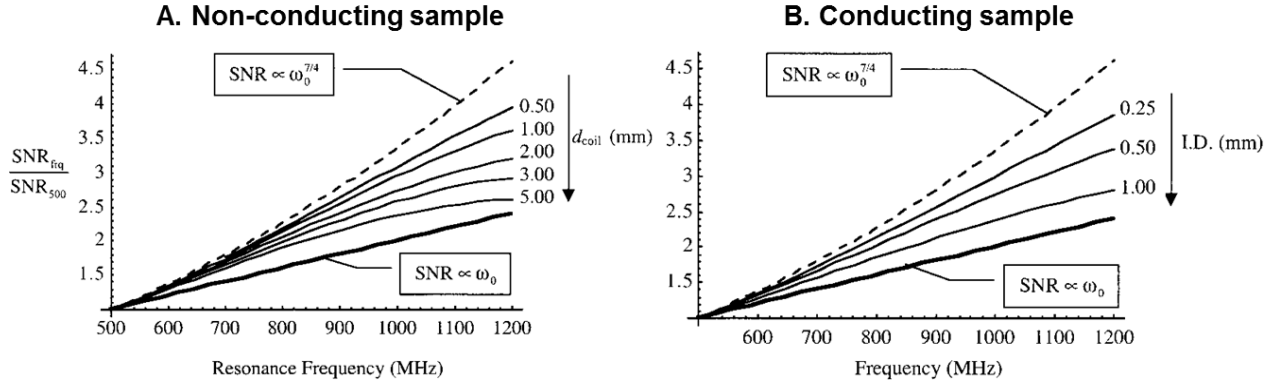 A. Non-conducting sample
SNR ∝ ω₀^7/4
4.5
4
3.5
3
2.5
2
1.5
SNR_frq
SNR_500
0.50
1.00
2.00
3.00
5.00
d_coil (mm)
SNR ∝ ω₀
500 600 700 800 900 1000 1100 1200
Resonance Frequency (MHz)
B. Conducting sample
SNR ∝ ω₀^7/4
4.5
4
3.5
3
2.5
2
1.5
0.25
0.50
1.00
I.D. (mm)
SNR ∝ ω₀
600 700 800 900 1000 1100 1200
Frequency (MHz)